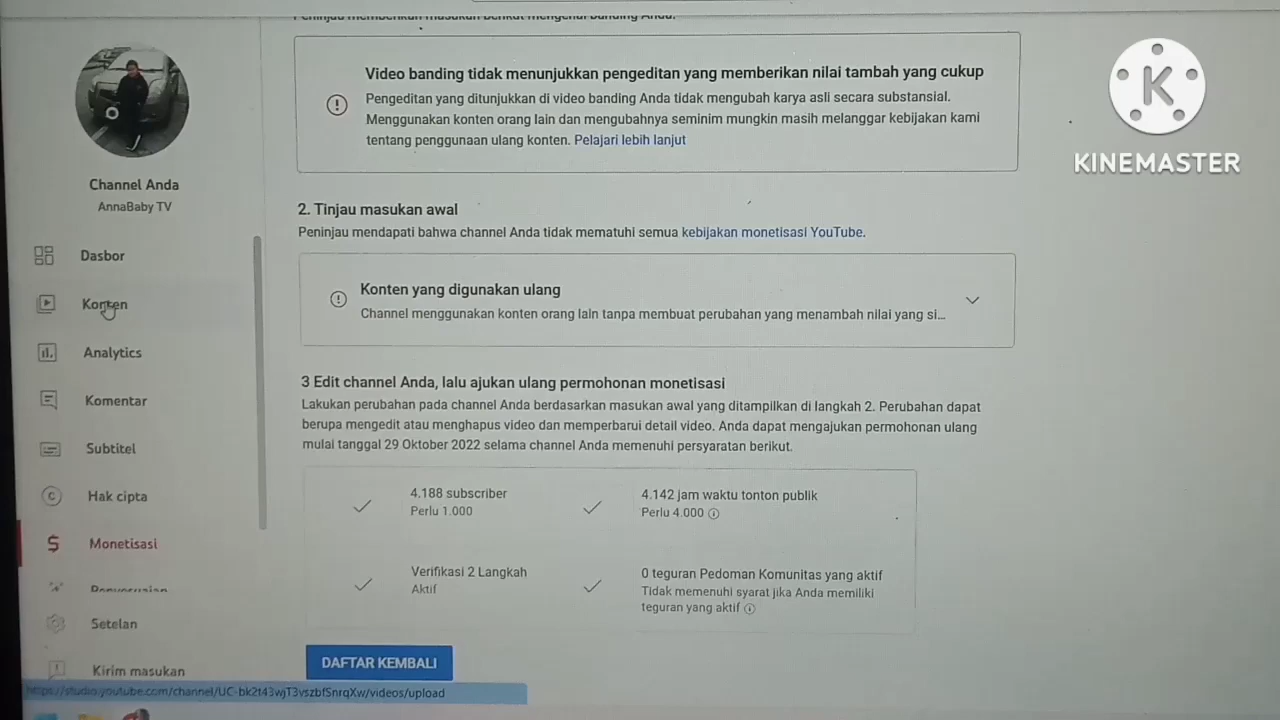 Peninjau memberikan masukan berikut mengenai banding Anda.
Video banding tidak menunjukkan pengeditan yang memberikan nilai tambah yang cukup
Pengeditan yang ditunjukkan di video banding Anda tidak mengubah karya asli secara substansial.
Menggunakan konten orang lain dan mengubahnya seminim mungkin masih melanggar kebijakan kami
tentang penggunaan ulang konten. Pelajari lebih lanjut
KINEMASTER
Channel Anda
AnnaBaby TV
Dasbor
Konten
Analytics
Komentar
Subtitel
Hak cipta
Monetisasi
Setelan
Kirim masukan
2. Tinjau masukan awal
Peninjau mendapati bahwa channel Anda tidak mematuhi semua kebijakan monetisasi YouTube.
Konten yang digunakan ulang
Channel menggunakan konten orang lain tanpa membuat perubahan yang menambah nilai yang si...
3 Edit channel Anda, lalu ajukan ulang permohonan monetisasi
Lakukan perubahan pada channel Anda berdasarkan masukan awal yang ditampilkan di langkah 2. Perubahan dapat
berupa mengedit atau menghapus video dan memperbarui detail video. Anda dapat mengajukan permohonan ulang
mulai tanggal 29 Oktober 2022 selama channel Anda memenuhi persyaratan berikut.
4.188 subscriber
Perlu 1.000
4.142 jam waktu tonton publik
Perlu 4.000
Verifikasi 2 Langkah
Aktif
0 teguran Pedoman Komunitas yang aktif
Tidak memenuhi syarat jika Anda memiliki
teguran yang aktif
DAFTAR KEMBALI